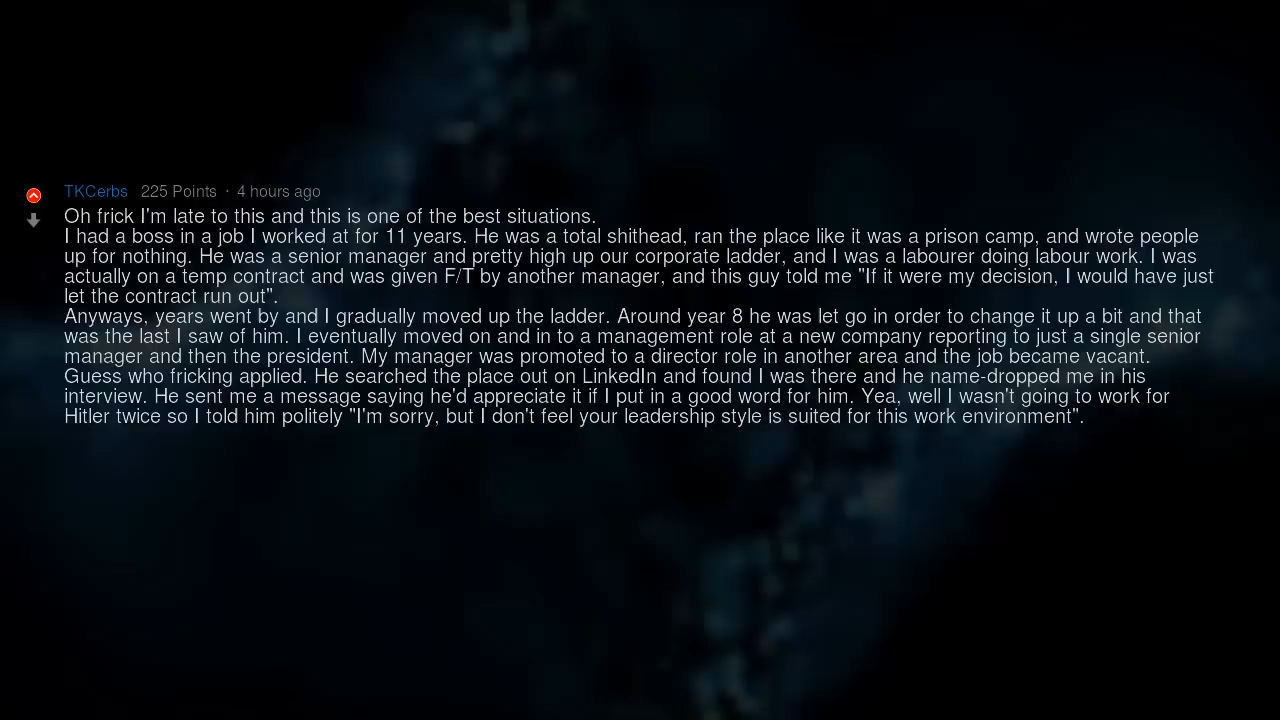 TKCerbs 225 Points · 4 hours ago
Oh frick I'm late to this and this is one of the best situations.
I had a boss in a job I worked at for 11 years. He was a total shithead, ran the place like it was a prison camp, and wrote people
up for nothing. He was a senior manager and pretty high up our corporate ladder, and I was a labourer doing labour work. I was
actually on a temp contract and was given F/T by another manager, and this guy told me "If it were my decision, I would have just
let the contract run out".
Anyways, years went by and I gradually moved up the ladder. Around year 8 he was let go in order to change it up a bit and that
was the last I saw of him. I eventually moved on and in to a management role at a new company reporting to just a single senior
manager and then the president. My manager was promoted to a director role in another area and the job became vacant.
Guess who fricking applied. He searched the place out on LinkedIn and found I was there and he name-dropped me in his
interview. He sent me a message saying he'd appreciate it if I put in a good word for him. Yea, well I wasn't going to work for
Hitler twice so I told him politely "I'm sorry, but I don't feel your leadership style is suited for this work environment".